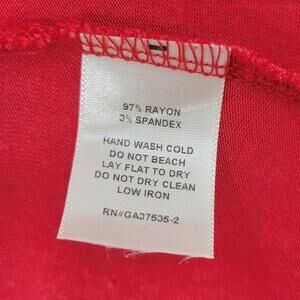 97% RAYON
3% SPANDEX
HAND WASH COLD
DO NOT BEACH
LAY FLAT TO DRY
DO NOT DRY CLEAN
LOW IRON
RN#GA37635-2